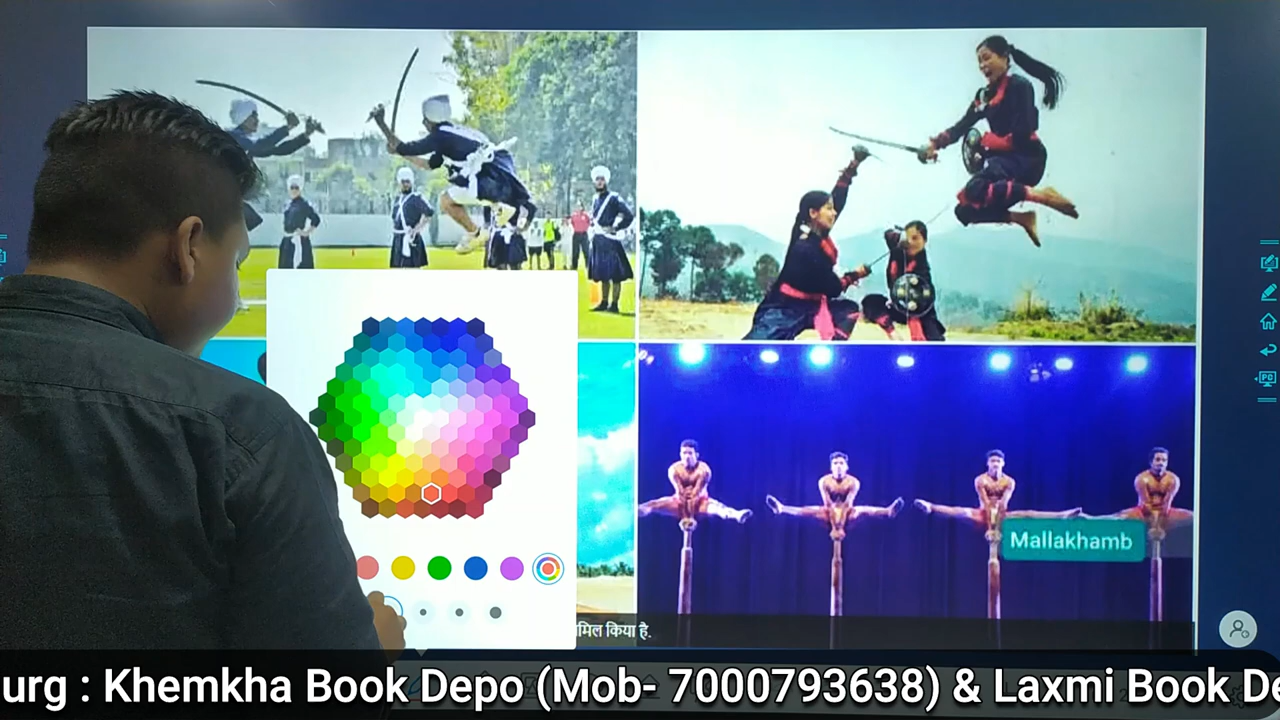 Mallakhamb
मिल किया है.
urg : Khemkha Book Depo (Mob- 7000793638) & Laxmi Book De